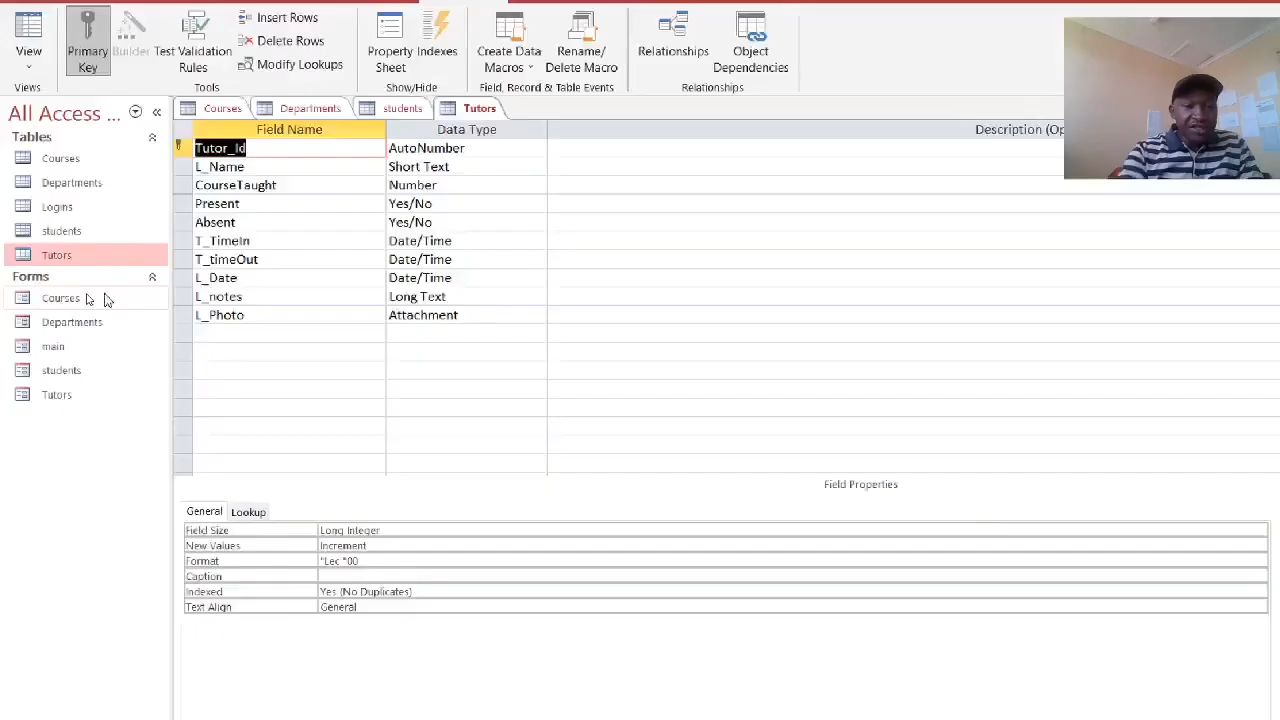 View
Primary
Key
Builder
Test Validation
Rules
Insert Rows
Delete Rows
Modify Lookups
Property
Sheet
Indexes
Create Data
Macros
Rename/
Delete Macro
Relationships
Object
Dependencies
Views
Tools
Show/Hide
Field, Record & Table Events
Relationships
All Access ...
Tables
Courses
Departments
Logins
students
Tutors
Forms
Courses
Departments
main
students
Tutors
Courses
Departments
students
Tutors
Field Name Data Type Description (Op
Tutor_Id AutoNumber
L_Name Short Text
CourseTaught Number
Present Yes/No
Absent Yes/No
T_TimeIn Date/Time
T_timeOut Date/Time
L_Date Date/Time
L_notes Long Text
L_Photo Attachment
Field Properties
General Lookup
Field Size Long Integer
New Values Increment
Format "Lec "00
Caption
Indexed Yes (No Duplicates)
Text Align General